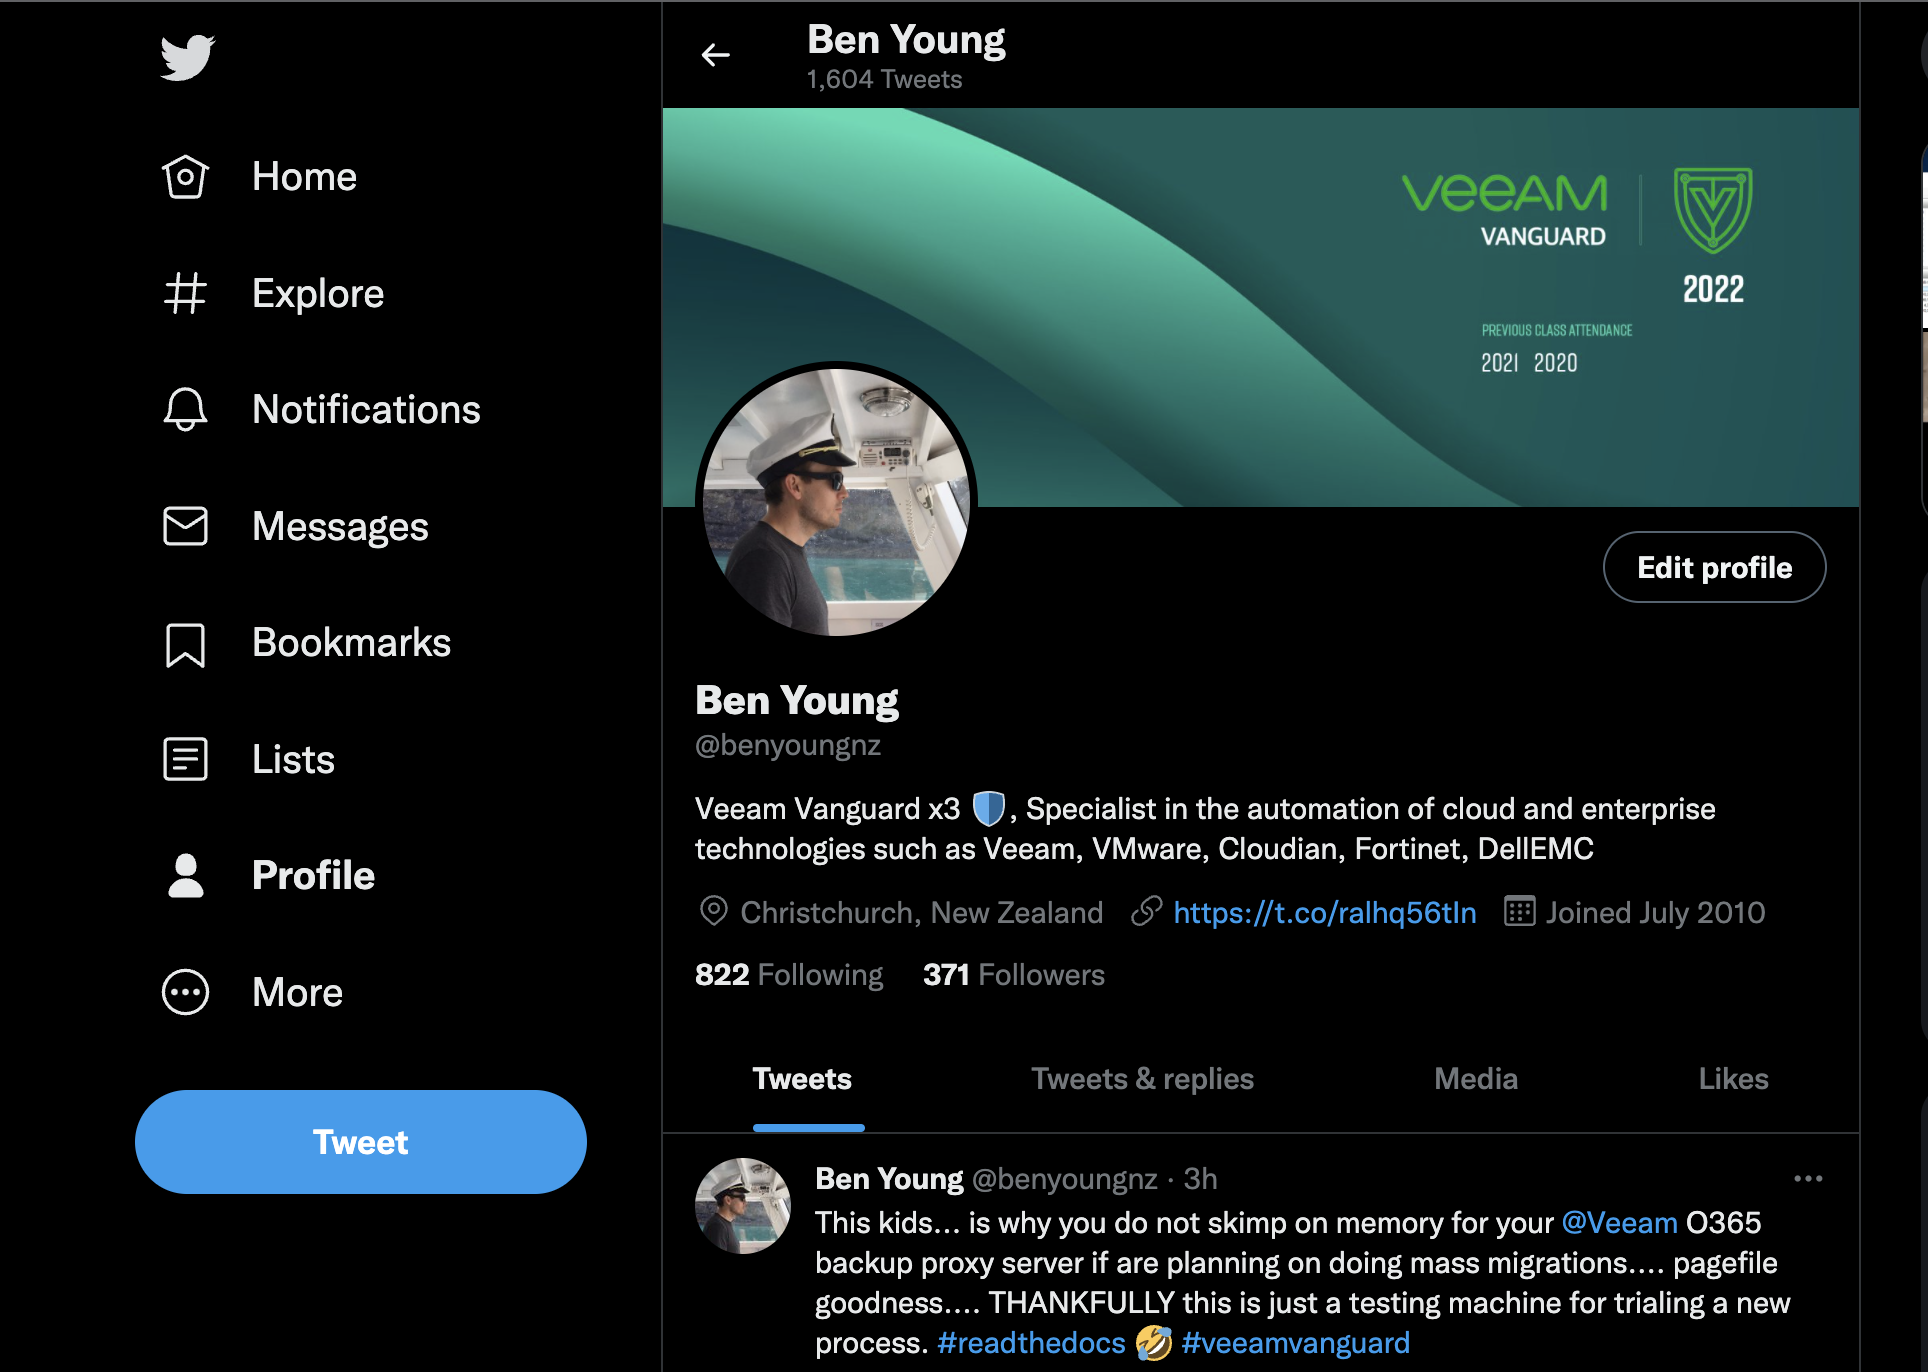 Home
Explore
Notifications
Messages
Bookmarks
Lists
Profile
More
Tweet
Ben Young
1,604 Tweets
veeAM
VANGUARD
2022
PREVIOUS CLASS ATTENDANCE
2021 2020
Edit profile
Ben Young
@benyoungnz
Veeam Vanguard x3 🛡️, Specialist in the automation of cloud and enterprise
technologies such as Veeam, VMware, Cloudian, Fortinet, DellEMC
Christchurch, New Zealand https://t.co/ralhq56tIn Joined July 2010
822 Following 371 Followers
Tweets Tweets & replies Media Likes
Ben Young @benyoungnz · 3h
This kids... is why you do not skimp on memory for your @Veeam O365
backup proxy server if are planning on doing mass migrations.... pagefile
goodness.... THANKFULLY this is just a testing machine for trialing a new
process. #readthedocs 🤣 #veeamvanguard